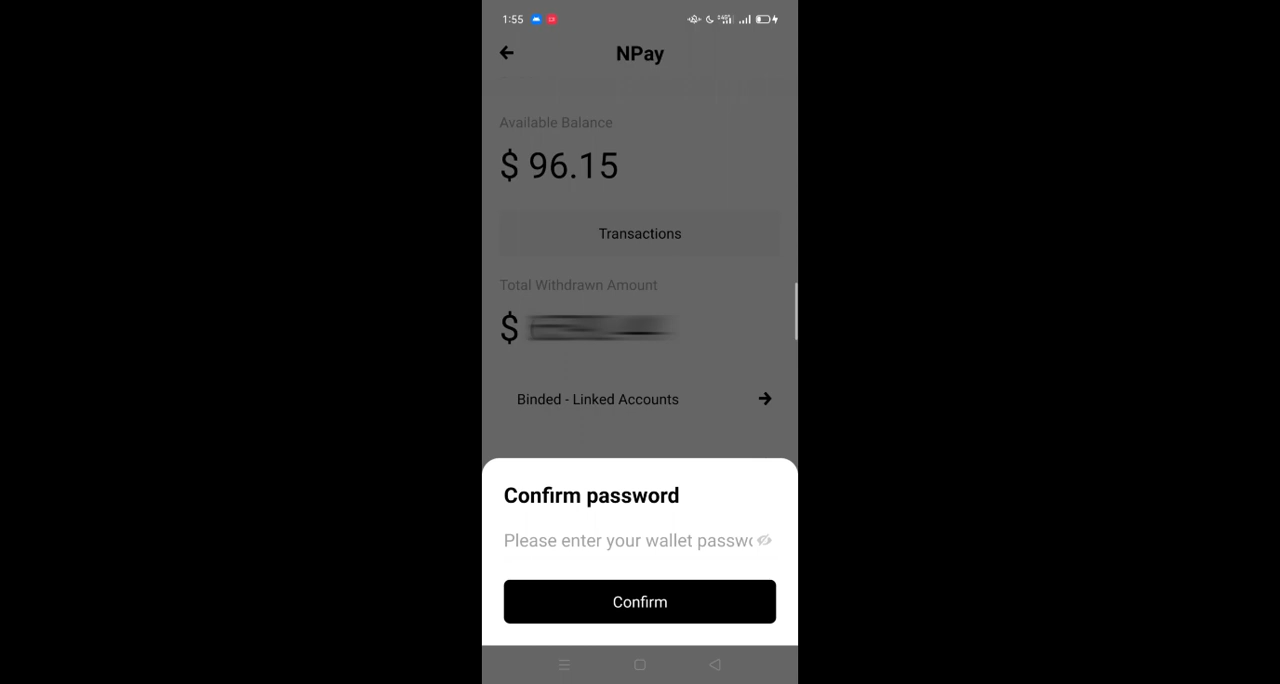 1:55
NPay
Available Balance
$ 96.15
Transactions
Total Withdrawn Amount
$
Binded - Linked Accounts
Confirm password
Please enter your wallet passwo
Confirm